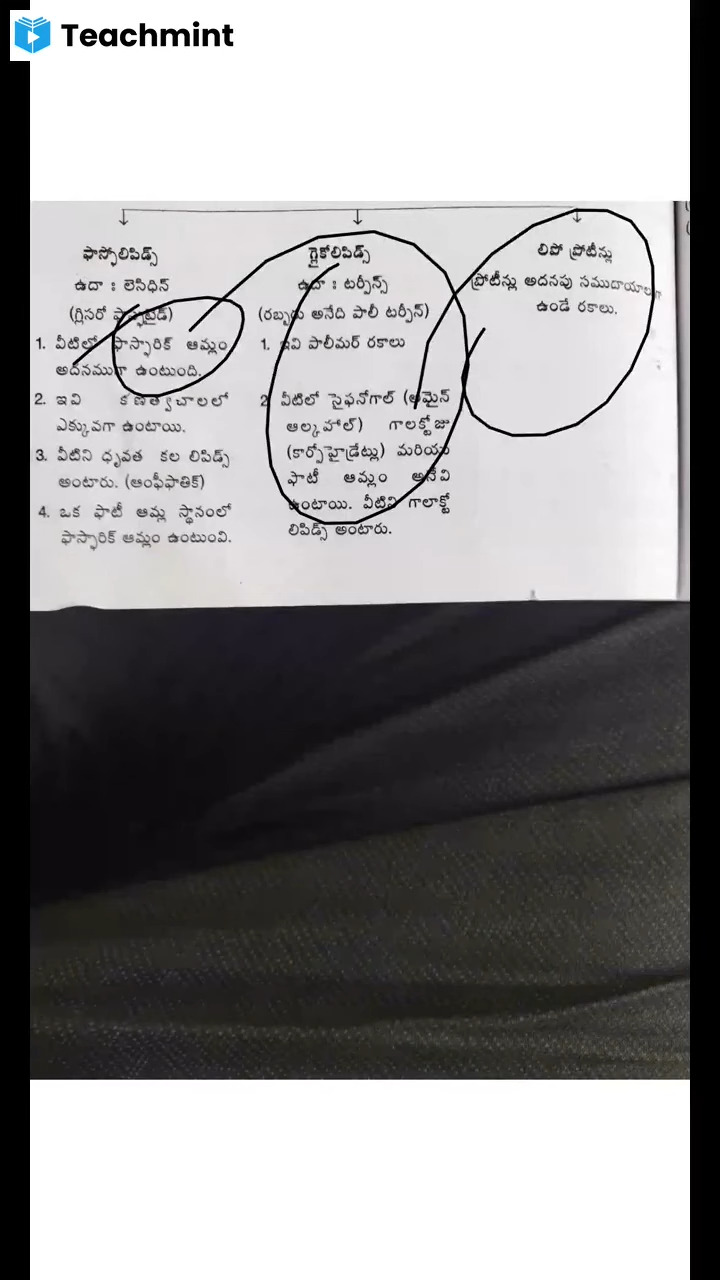 Teachmint
ఫాస్ఫోలిపిడ్స్
ఉదా : లెసిథిన్
(గ్లిసరో ఫాస్ఫటైడ్)
1. వీటిలో ఫాస్ఫారిక్ ఆమ్లం
అదనముగా ఉంటుంది.
2. ఇవి కణత్వచాలలో
ఎక్కువగా ఉంటాయి.
3. వీటిని ధృవత కల లిపిడ్స్
అంటారు. (ఆంఫీఫాతిక్)
4. ఒక ఫాటీ ఆమ్ల స్థానంలో
ఫాస్ఫారిక్ ఆమ్లం ఉంటుంవి.
గ్లైకోలిపిడ్స్
ఉదా : టర్పీన్స్
(రబ్బరు అనేది పాలీ టర్పీన్)
1. ఇవి పాలీమర్ రకాలు
2. వీటిలో సైఫనోగాల్ (అమైన్
ఆల్కహాల్) గాలక్టోజు
(కార్బోహైడ్రేట్లు) మరియు
ఫాటీ ఆమ్లం అనేవి
ఉంటాయి. వీటిని గాలాక్టో
లిపిడ్స్ అంటారు.
లిపో ప్రోటీన్లు
ప్రోటీన్లు అదనపు సముదాయాలుగా
ఉండే రకాలు.